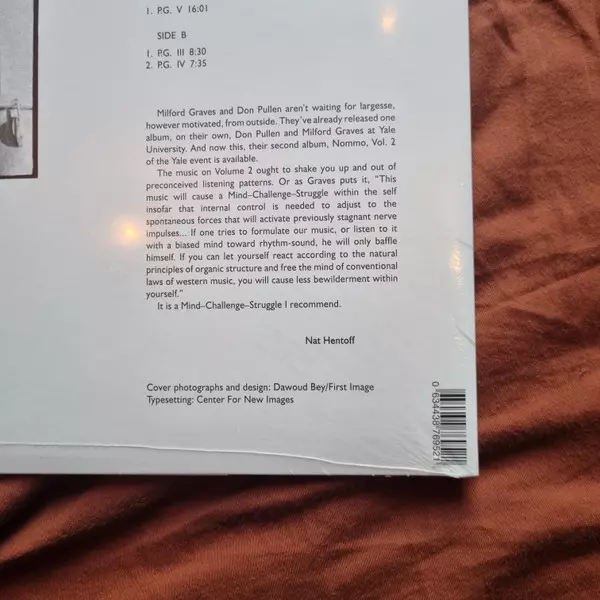 1. P.G. V 16:01
SIDE B
1. P.G. III 8:30
2. P.G. IV 7:35
Milford Graves and Don Pullen aren't waiting for largesse,
however motivated, from outside. They've already released one
album, on their own, Don Pullen and Milford Graves at Yale
University. And now this, their second album, Nommo, Vol. 2
of the Yale event is available.
The music on Volume 2 ought to shake you up and out of
preconceived listening patterns. Or as Graves puts it, "This
music will cause a Mind–Challenge–Struggle within the self
insofar that internal control is needed to adjust to the
spontaneous forces that will activate previously stagnant nerve
impulses... If one tries to formulate our music, or listen to it
with a biased mind toward rhythm-sound, he will only baffle
himself. If you can let yourself react according to the natural
principles of organic structure and free the mind of conventional
laws of western music, you will cause less bewilderment within
yourself."
It is a Mind–Challenge–Struggle I recommend.
Nat Hentoff
Cover photographs and design: Dawoud Bey/First Image
Typesetting: Center For New Images
0 634438 769521